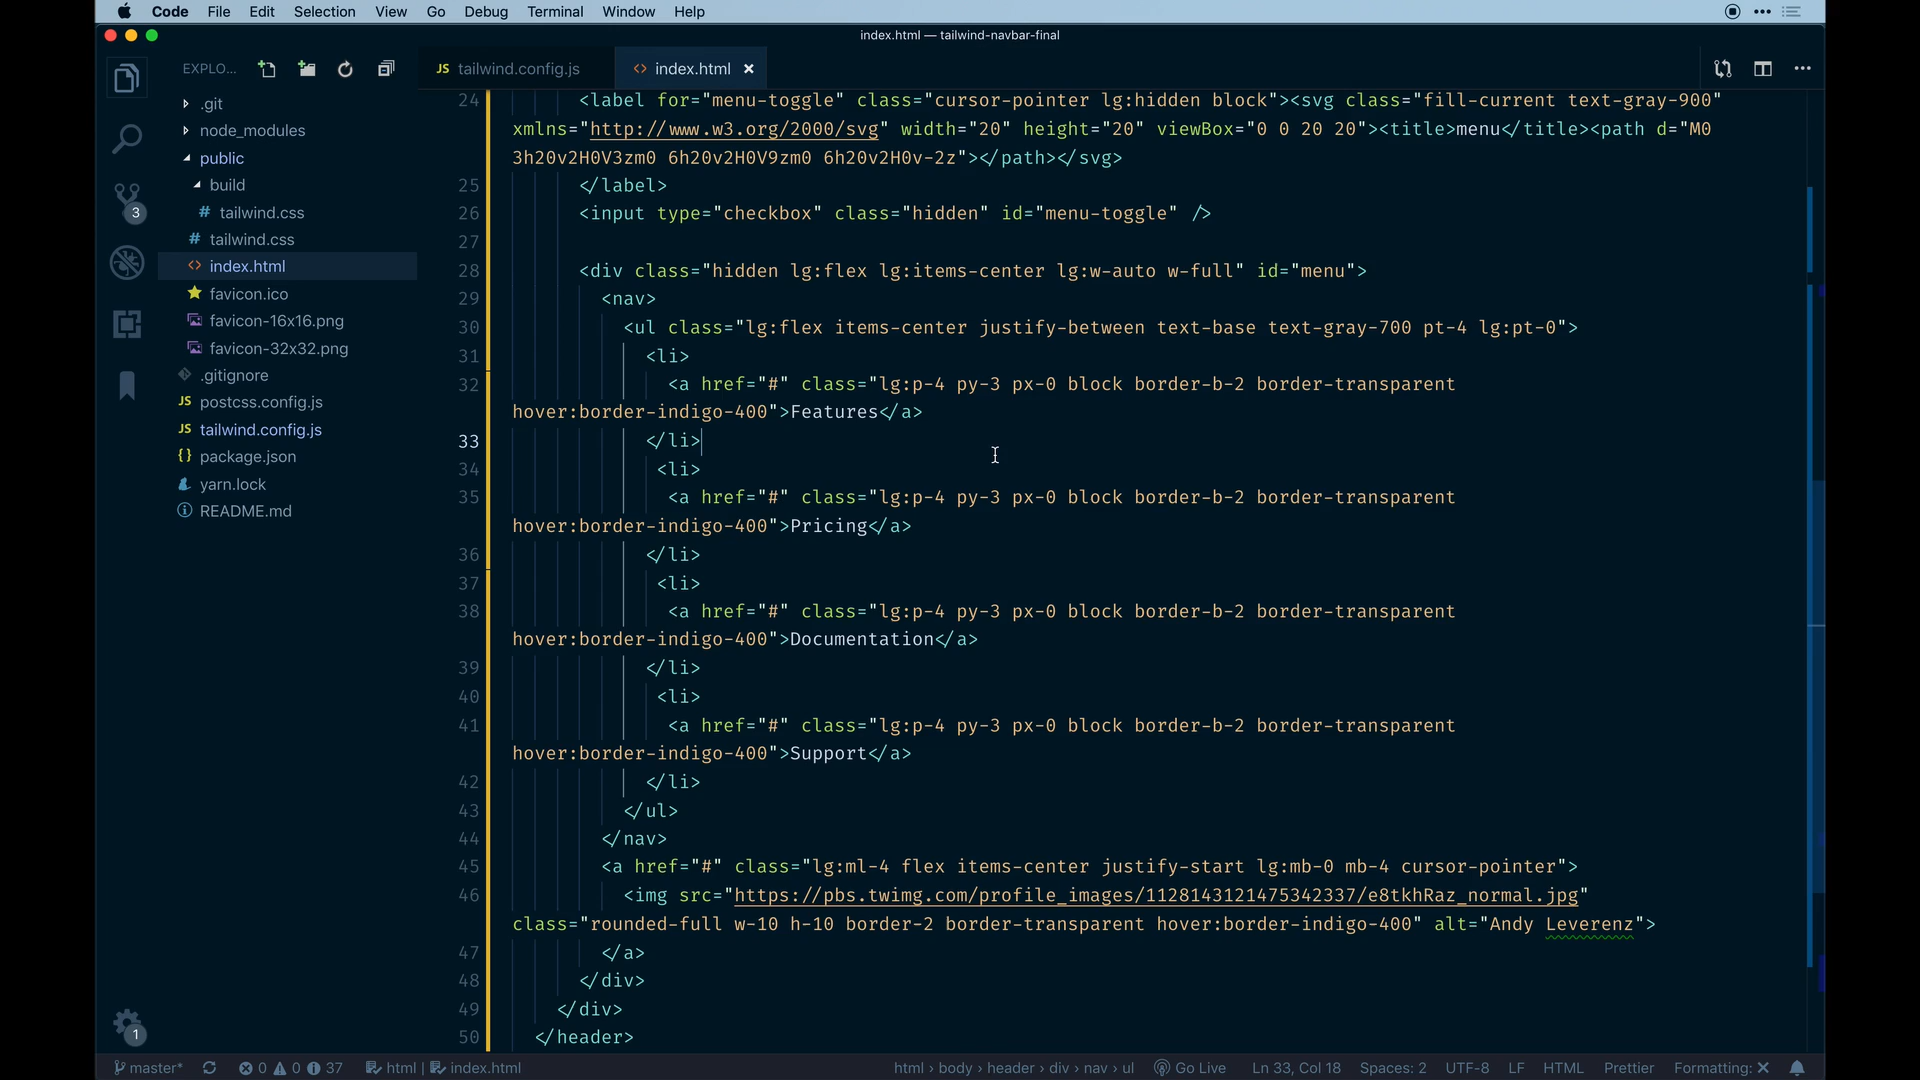 Code File Edit Selection View Go Debug Terminal Window Help
index.html — tailwind-navbar-final
EXPLO...
JS tailwind.config.js
<> index.html ×
.git
node_modules
public
build
# tailwind.css
# tailwind.css
<> index.html
favicon.ico
favicon-16x16.png
favicon-32x32.png
.gitignore
JS postcss.config.js
JS tailwind.config.js
{} package.json
yarn.lock
README.md
3
1
24 <label for="menu-toggle" class="cursor-pointer lg:hidden block"><svg class="fill-current text-gray-900"
xmlns="http://www.w3.org/2000/svg" width="20" height="20" viewBox="0 0 20 20"><title>menu</title><path d="M0
3h20v2H0V3zm0 6h20v2H0V9zm0 6h20v2H0v-2z"></path></svg>
25 </label>
26 <input type="checkbox" class="hidden" id="menu-toggle" />
27
28 <div class="hidden lg:flex lg:items-center lg:w-auto w-full" id="menu">
29 <nav>
30 <ul class="lg:flex items-center justify-between text-base text-gray-700 pt-4 lg:pt-0">
31 <li>
32 <a href="#" class="lg:p-4 py-3 px-0 block border-b-2 border-transparent
hover:border-indigo-400">Features</a>
33 </li>
34 <li>
35 <a href="#" class="lg:p-4 py-3 px-0 block border-b-2 border-transparent
hover:border-indigo-400">Pricing</a>
36 </li>
37 <li>
38 <a href="#" class="lg:p-4 py-3 px-0 block border-b-2 border-transparent
hover:border-indigo-400">Documentation</a>
39 </li>
40 <li>
41 <a href="#" class="lg:p-4 py-3 px-0 block border-b-2 border-transparent
hover:border-indigo-400">Support</a>
42 </li>
43 </ul>
44 </nav>
45 <a href="#" class="lg:ml-4 flex items-center justify-start lg:mb-0 mb-4 cursor-pointer">
46 <img src="https://pbs.twimg.com/profile_images/1128143121475342337/e8tkhRaz_normal.jpg"
class="rounded-full w-10 h-10 border-2 border-transparent hover:border-indigo-400" alt="Andy Leverenz">
47 </a>
48 </div>
49 </div>
50 </header>
master* 0 0 37 html | index.html html › body › header › div › nav › ul Go Live Ln 33, Col 18 Spaces: 2 UTF-8 LF HTML Prettier Formatting: ×